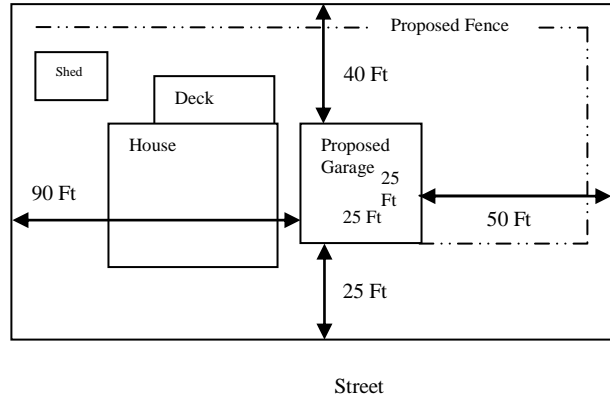 Proposed Fence
Shed
40 Ft
Deck
House
Proposed
Garage
25
Ft
25 Ft
90 Ft
50 Ft
25 Ft
Street